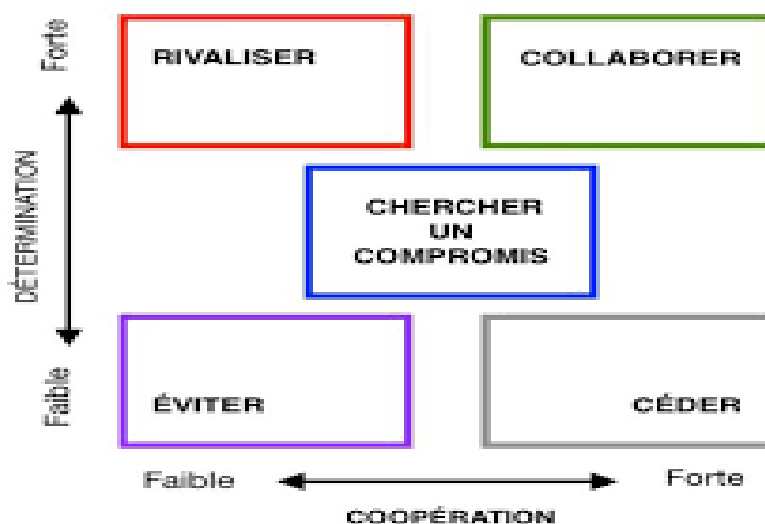 Forte
RIVALISER
COLLABORER
DÉTERMINATION
CHERCHER
UN
COMPROMIS
Faible
ÉVITER
CÉDER
Faible
Forte
COOPÉRATION